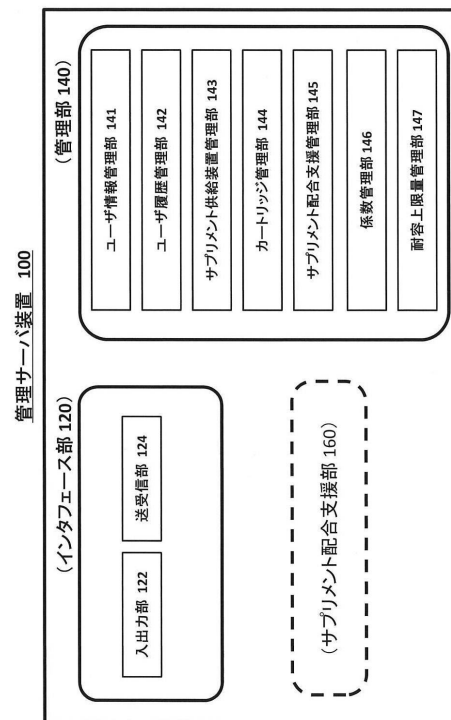 管理サーバ装置 100
(インタフェース部 120)
入出力部 122
送受信部 124
(サプリメント配合支援部 160)
(管理部 140)
ユーザ情報管理部 141
ユーザ履歴管理部 142
サプリメント供給装置管理部 143
カートリッジ管理部 144
サプリメント配合支援管理部 145
係数管理部 146
耐容上限量管理部 147